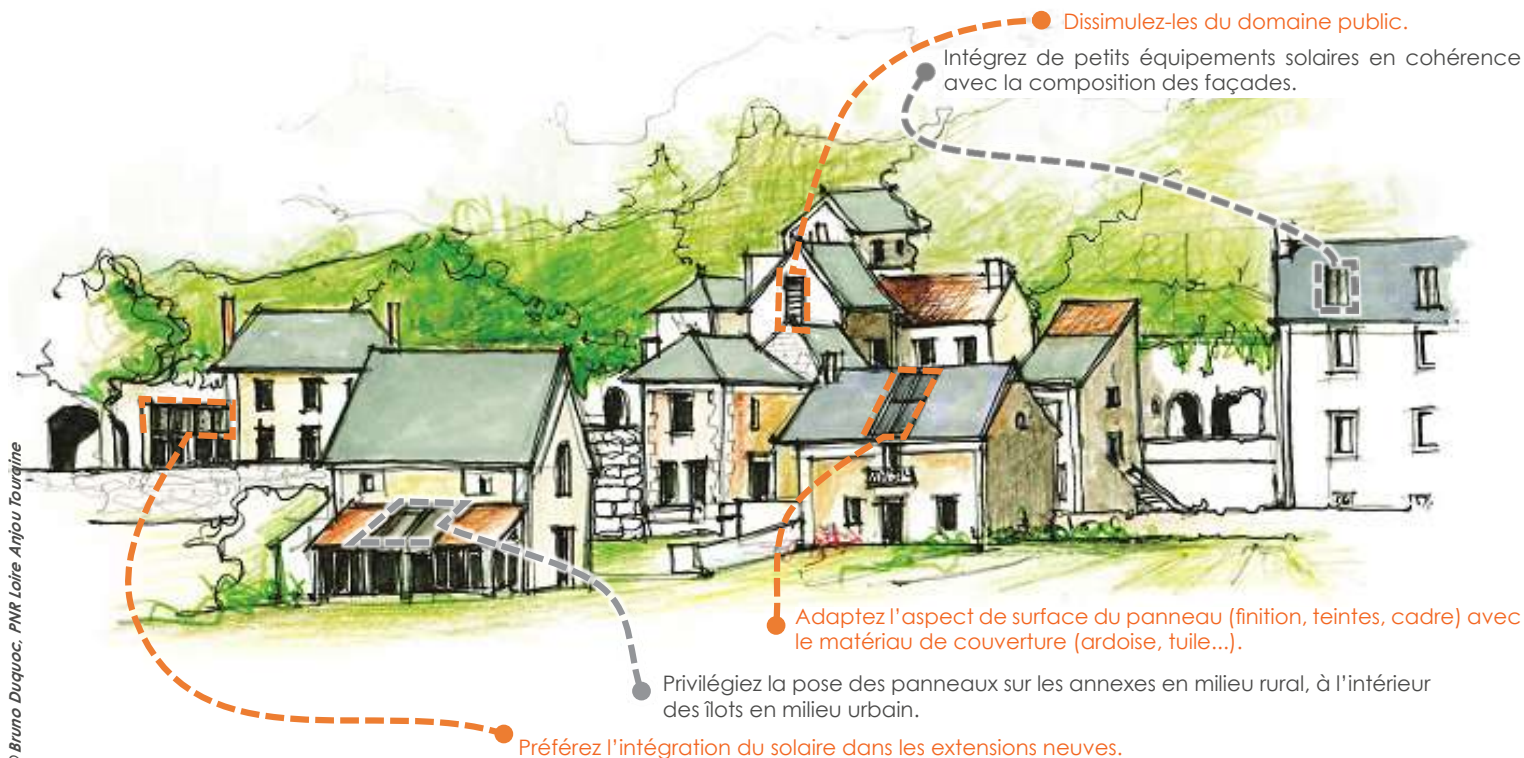 Dissimulez-les du domaine public.
Intégrez de petits équipements solaires en cohérence
avec la composition des façades.
Adaptez l'aspect de surface du panneau (finition, teintes, cadre) avec
le matériau de couverture (ardoise, tuile...).
Privilégiez la pose des panneaux sur les annexes en milieu rural, à l'intérieur
des îlots en milieu urbain.
Préférez l'intégration du solaire dans les extensions neuves.
© Bruno Duquoc, PNR Loire Anjou Touraine